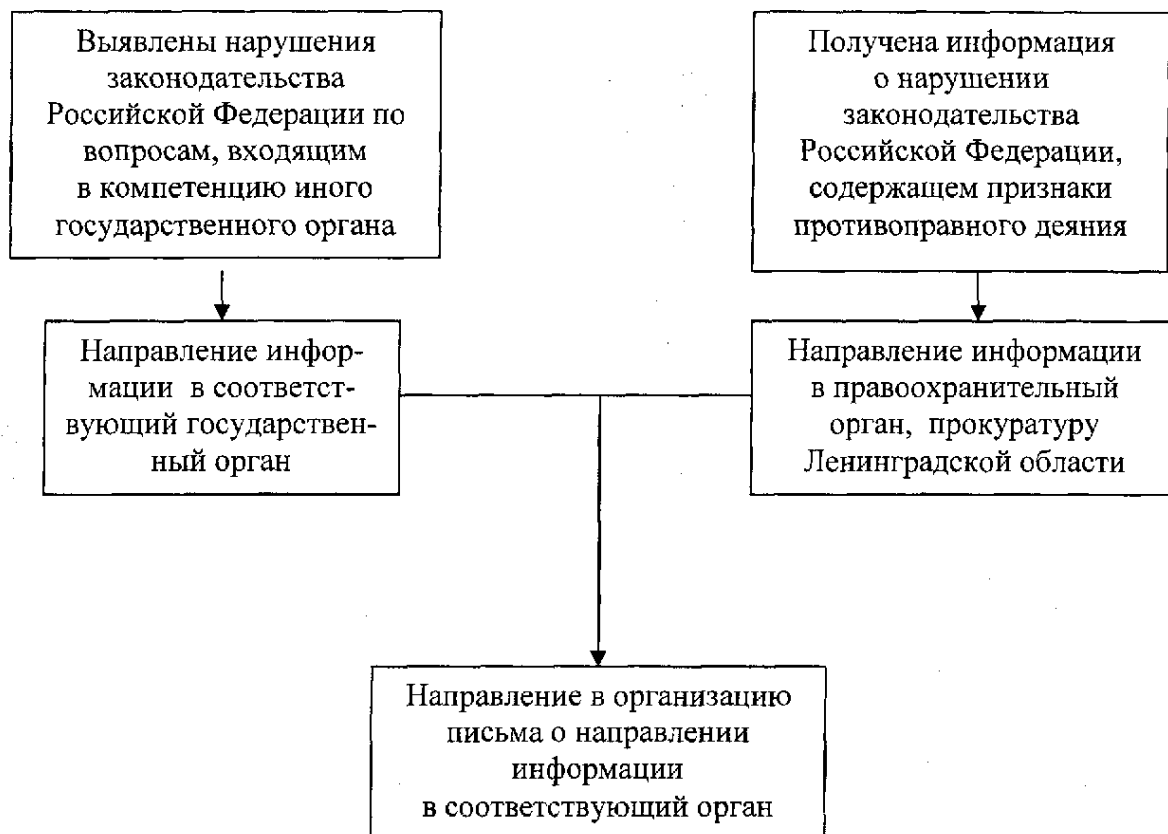 Выявлены нарушения
законодательства
Российской Федерации по
вопросам, входящим
в компетенцию иного
государственного органа
Получена информация
о нарушении
законодательства
Российской Федерации,
содержащем признаки
противоправного деяния
Направление инфор-
мации в соответст-
вующий государствен-
ный орган
Направление информации
в правоохранительный
орган, прокуратуру
Ленинградской области
Направление в организацию
письма о направлении
информации
в соответствующий орган